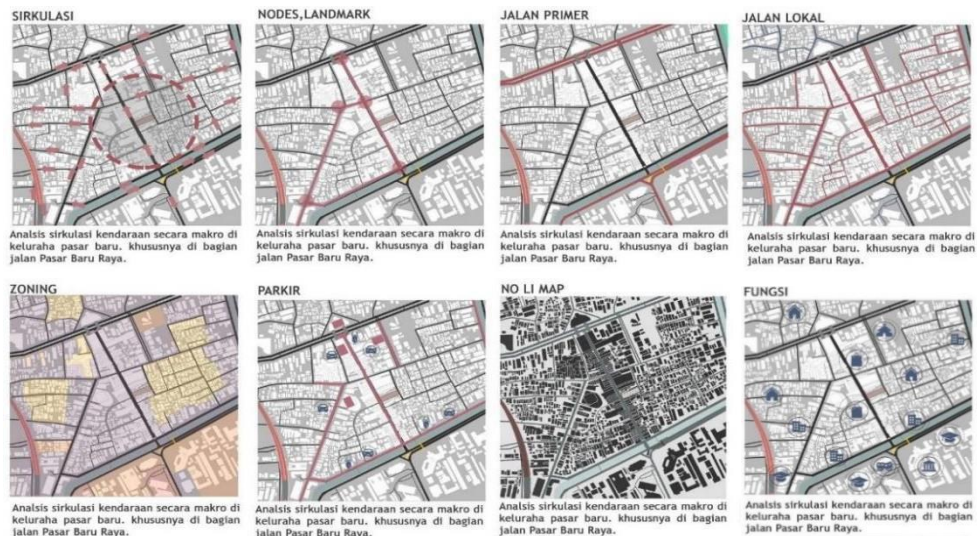 SIRKULASI
Analsis sirkulasi kendaraan secara makro di
keluraha pasar baru. khususnya di bagian
jalan Pasar Baru Raya.
NODES,LANDMARK
Analsis sirkulasi kendaraan secara makro di
keluraha pasar baru. khususnya di bagian
jalan Pasar Baru Raya.
JALAN PRIMER
Analsis sirkulasi kendaraan secara makro di
keluraha pasar baru. khususnya di bagian
jalan Pasar Baru Raya.
JALAN LOKAL
Analsis sirkulasi kendaraan secara makro di
keluraha pasar baru. khususnya di bagian
jalan Pasar Baru Raya.
ZONING
Analsis sirkulasi kendaraan secara makro di
keluraha pasar baru. khususnya di bagian
jalan Pasar Baru Raya.
PARKIR
Analsis sirkulasi kendaraan secara makro di
keluraha pasar baru. khususnya di bagian
jalan Pasar Baru Raya.
NO LI MAP
Analsis sirkulasi kendaraan secara makro di
keluraha pasar baru. khususnya di bagian
jalan Pasar Baru Raya.
FUNGSI
Analsis sirkulasi kendaraan secara makro di
keluraha pasar baru. khususnya di bagian
jalan Pasar Baru Raya.